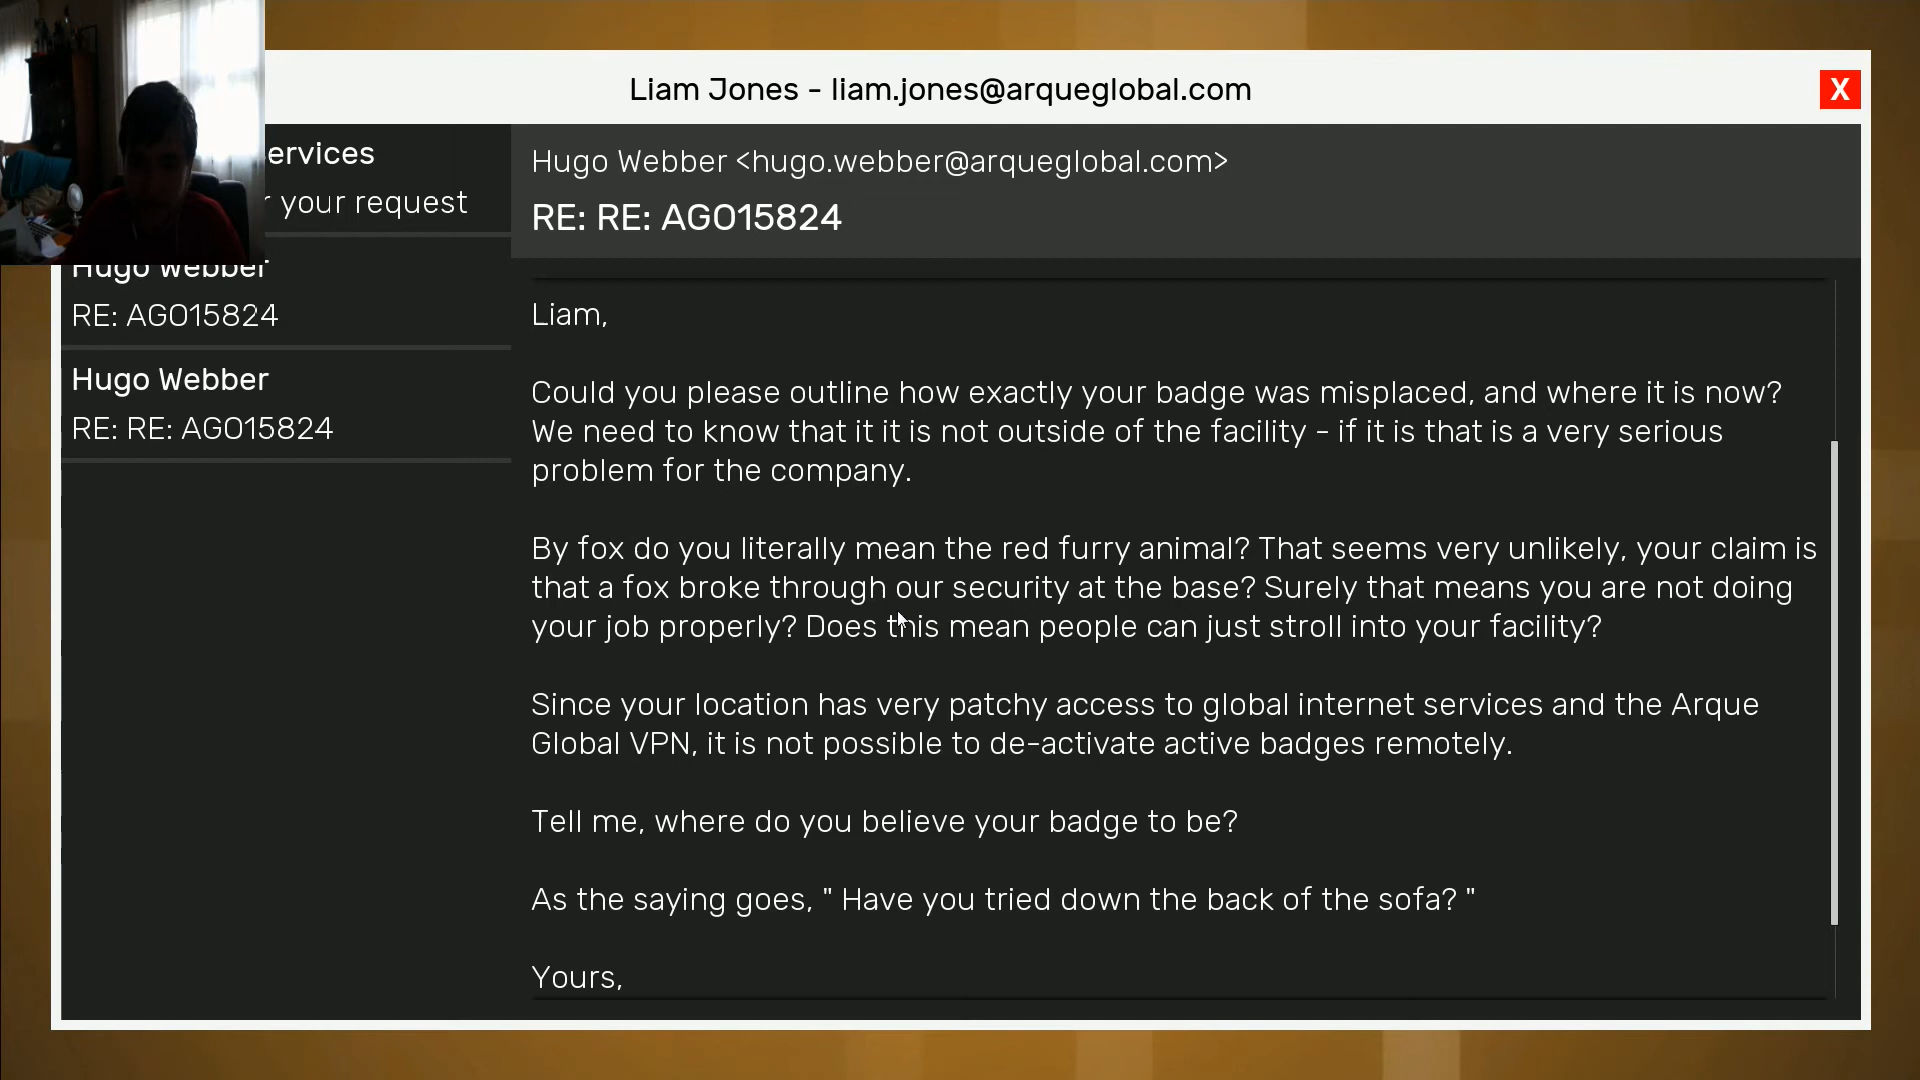 Liam Jones - liam.jones@arqueglobal.com
X
ervices
r your request
Hugo Webber
RE: AGO15824
Hugo Webber
RE: RE: AGO15824
Hugo Webber <hugo.webber@arqueglobal.com>
RE: RE: AGO15824
Liam,
Could you please outline how exactly your badge was misplaced, and where it is now?
We need to know that it it is not outside of the facility - if it is that is a very serious
problem for the company.
By fox do you literally mean the red furry animal? That seems very unlikely, your claim is
that a fox broke through our security at the base? Surely that means you are not doing
your job properly? Does this mean people can just stroll into your facility?
Since your location has very patchy access to global internet services and the Arque
Global VPN, it is not possible to de-activate active badges remotely.
Tell me, where do you believe your badge to be?
As the saying goes, " Have you tried down the back of the sofa? "
Yours,